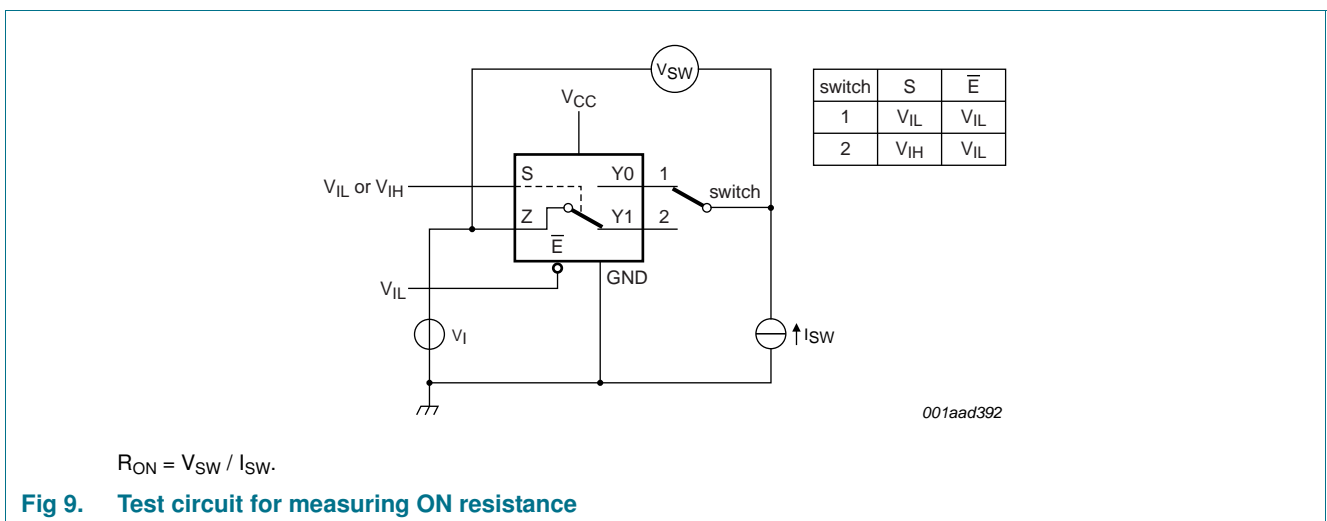 VSW
VCC
switch S E̅
1 VIL VIL
2 VIH VIL
VIL or VIH
S
Y0
1
switch
Z
Y1
2
E̅
GND
VIL
VI
ISW
001aad392
RON = VSW / ISW.
Fig 9. Test circuit for measuring ON resistance